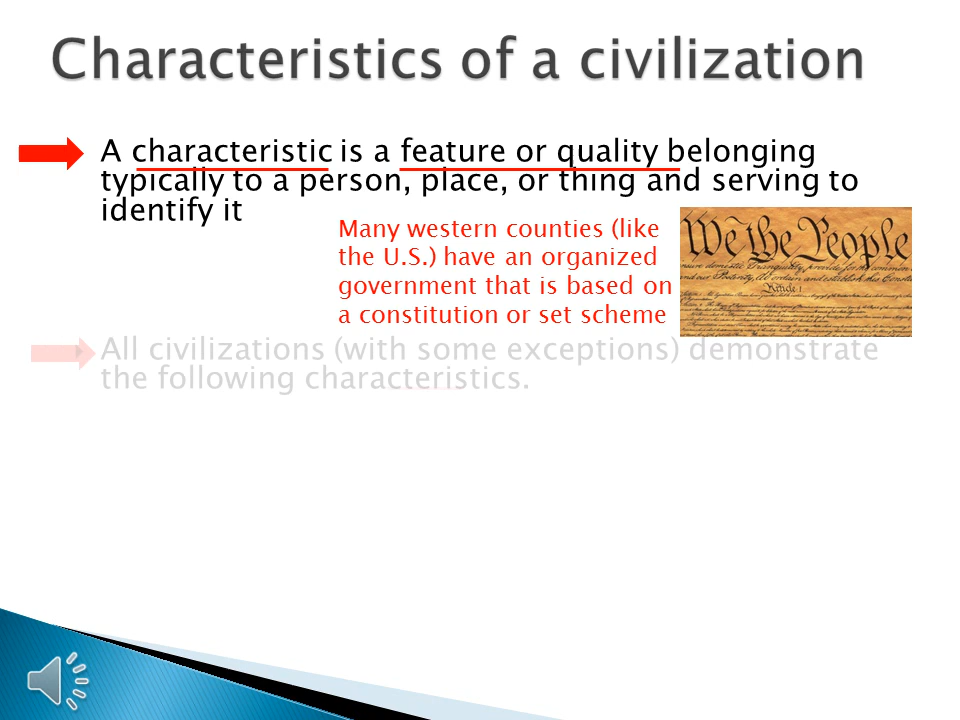 Characteristics of a civilization
A characteristic is a feature or quality belonging
typically to a person, place, or thing and serving to
identify it
Many western counties (like
the U.S.) have an organized
government that is based on
a constitution or set scheme
We the People
Article I
All civilizations (with some exceptions) demonstrate
the following characteristics.